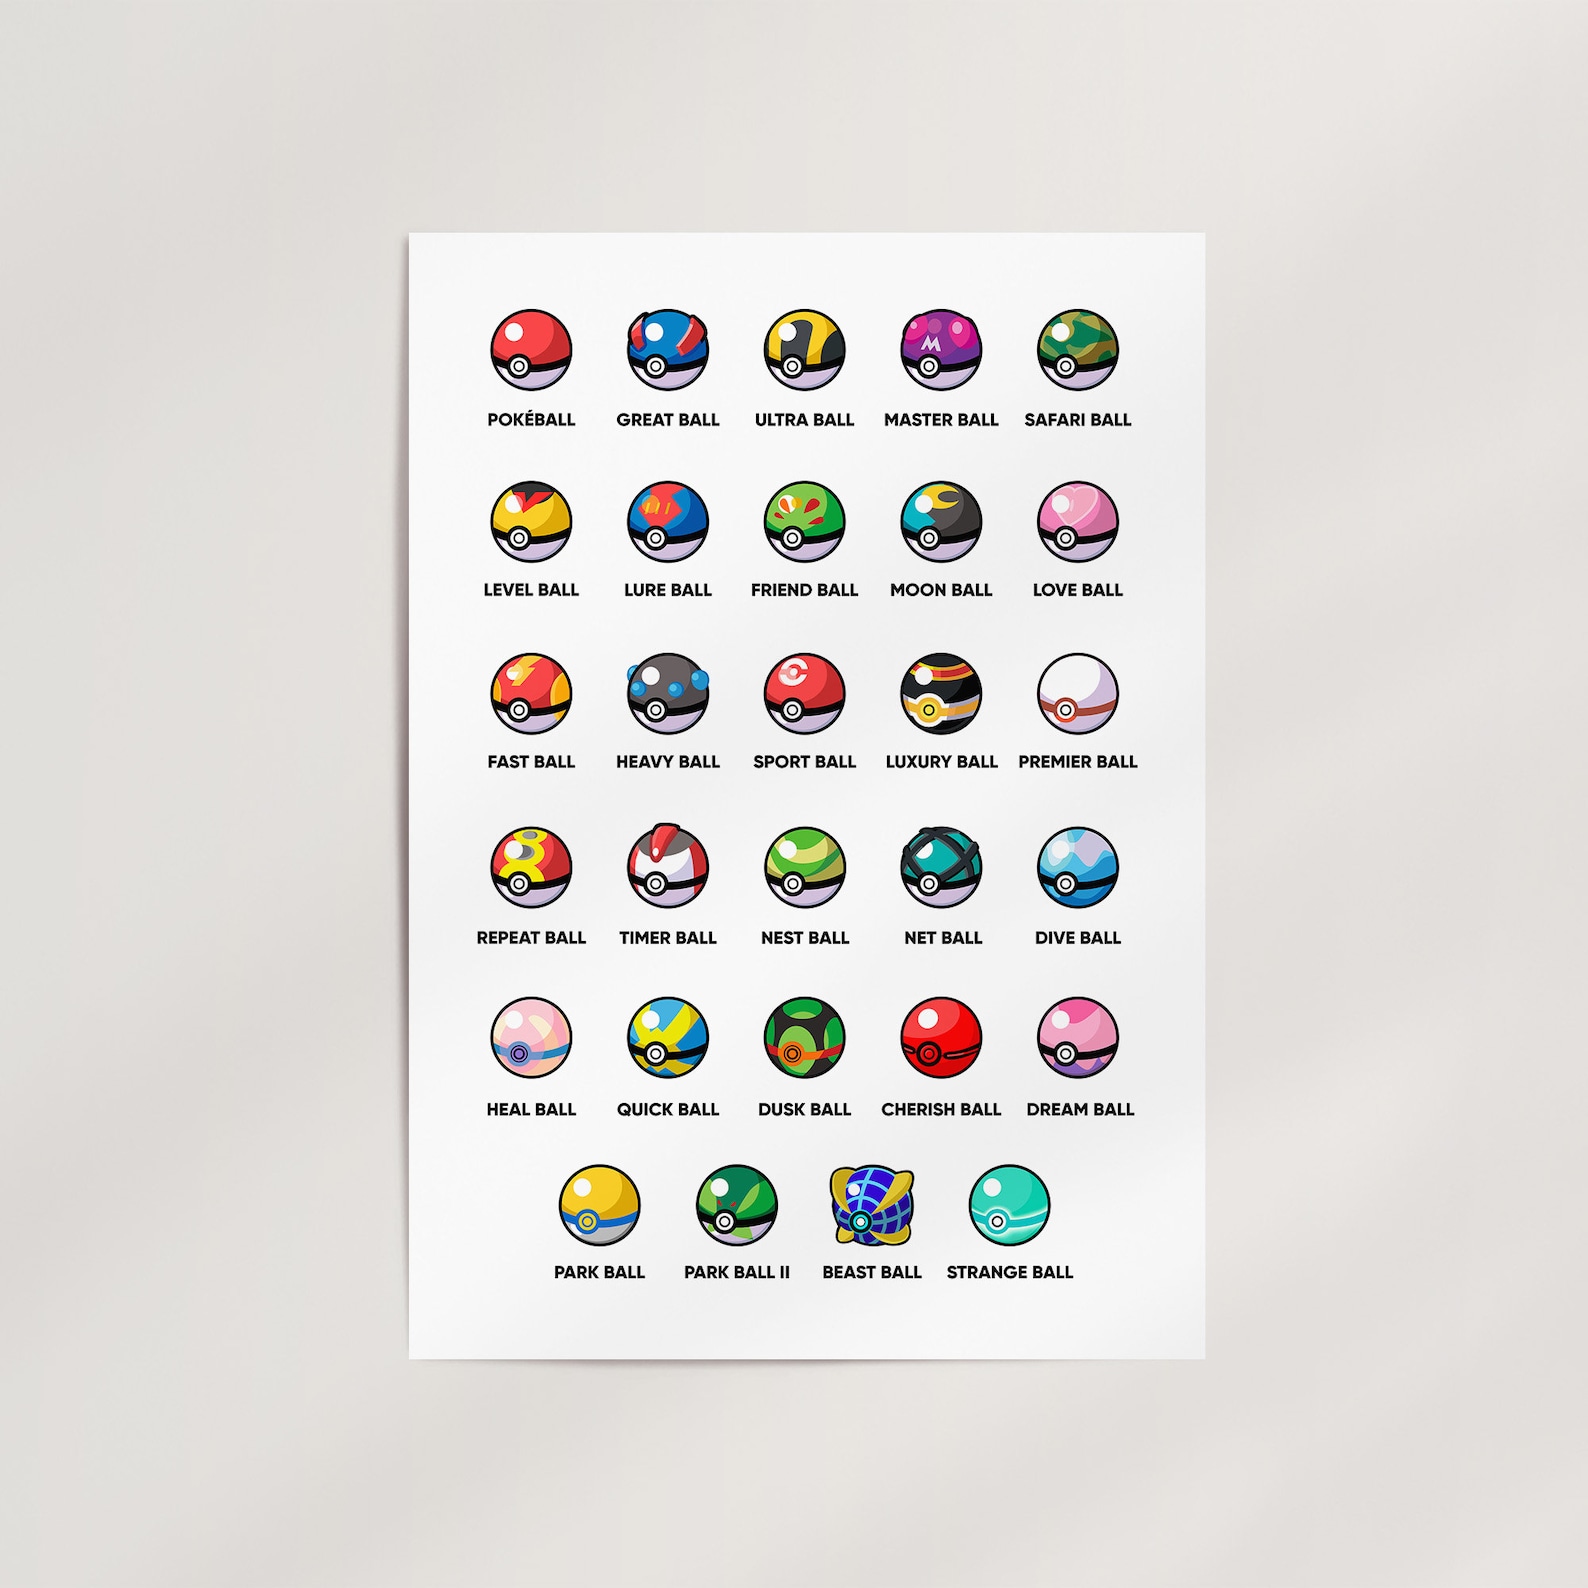 POKÉBALL GREAT BALL ULTRA BALL MASTER BALL SAFARI BALL
M
LEVEL BALL LURE BALL FRIEND BALL MOON BALL LOVE BALL
FAST BALL HEAVY BALL SPORT BALL LUXURY BALL PREMIER BALL
REPEAT BALL TIMER BALL NEST BALL NET BALL DIVE BALL
HEAL BALL QUICK BALL DUSK BALL CHERISH BALL DREAM BALL
PARK BALL PARK BALL II BEAST BALL STRANGE BALL